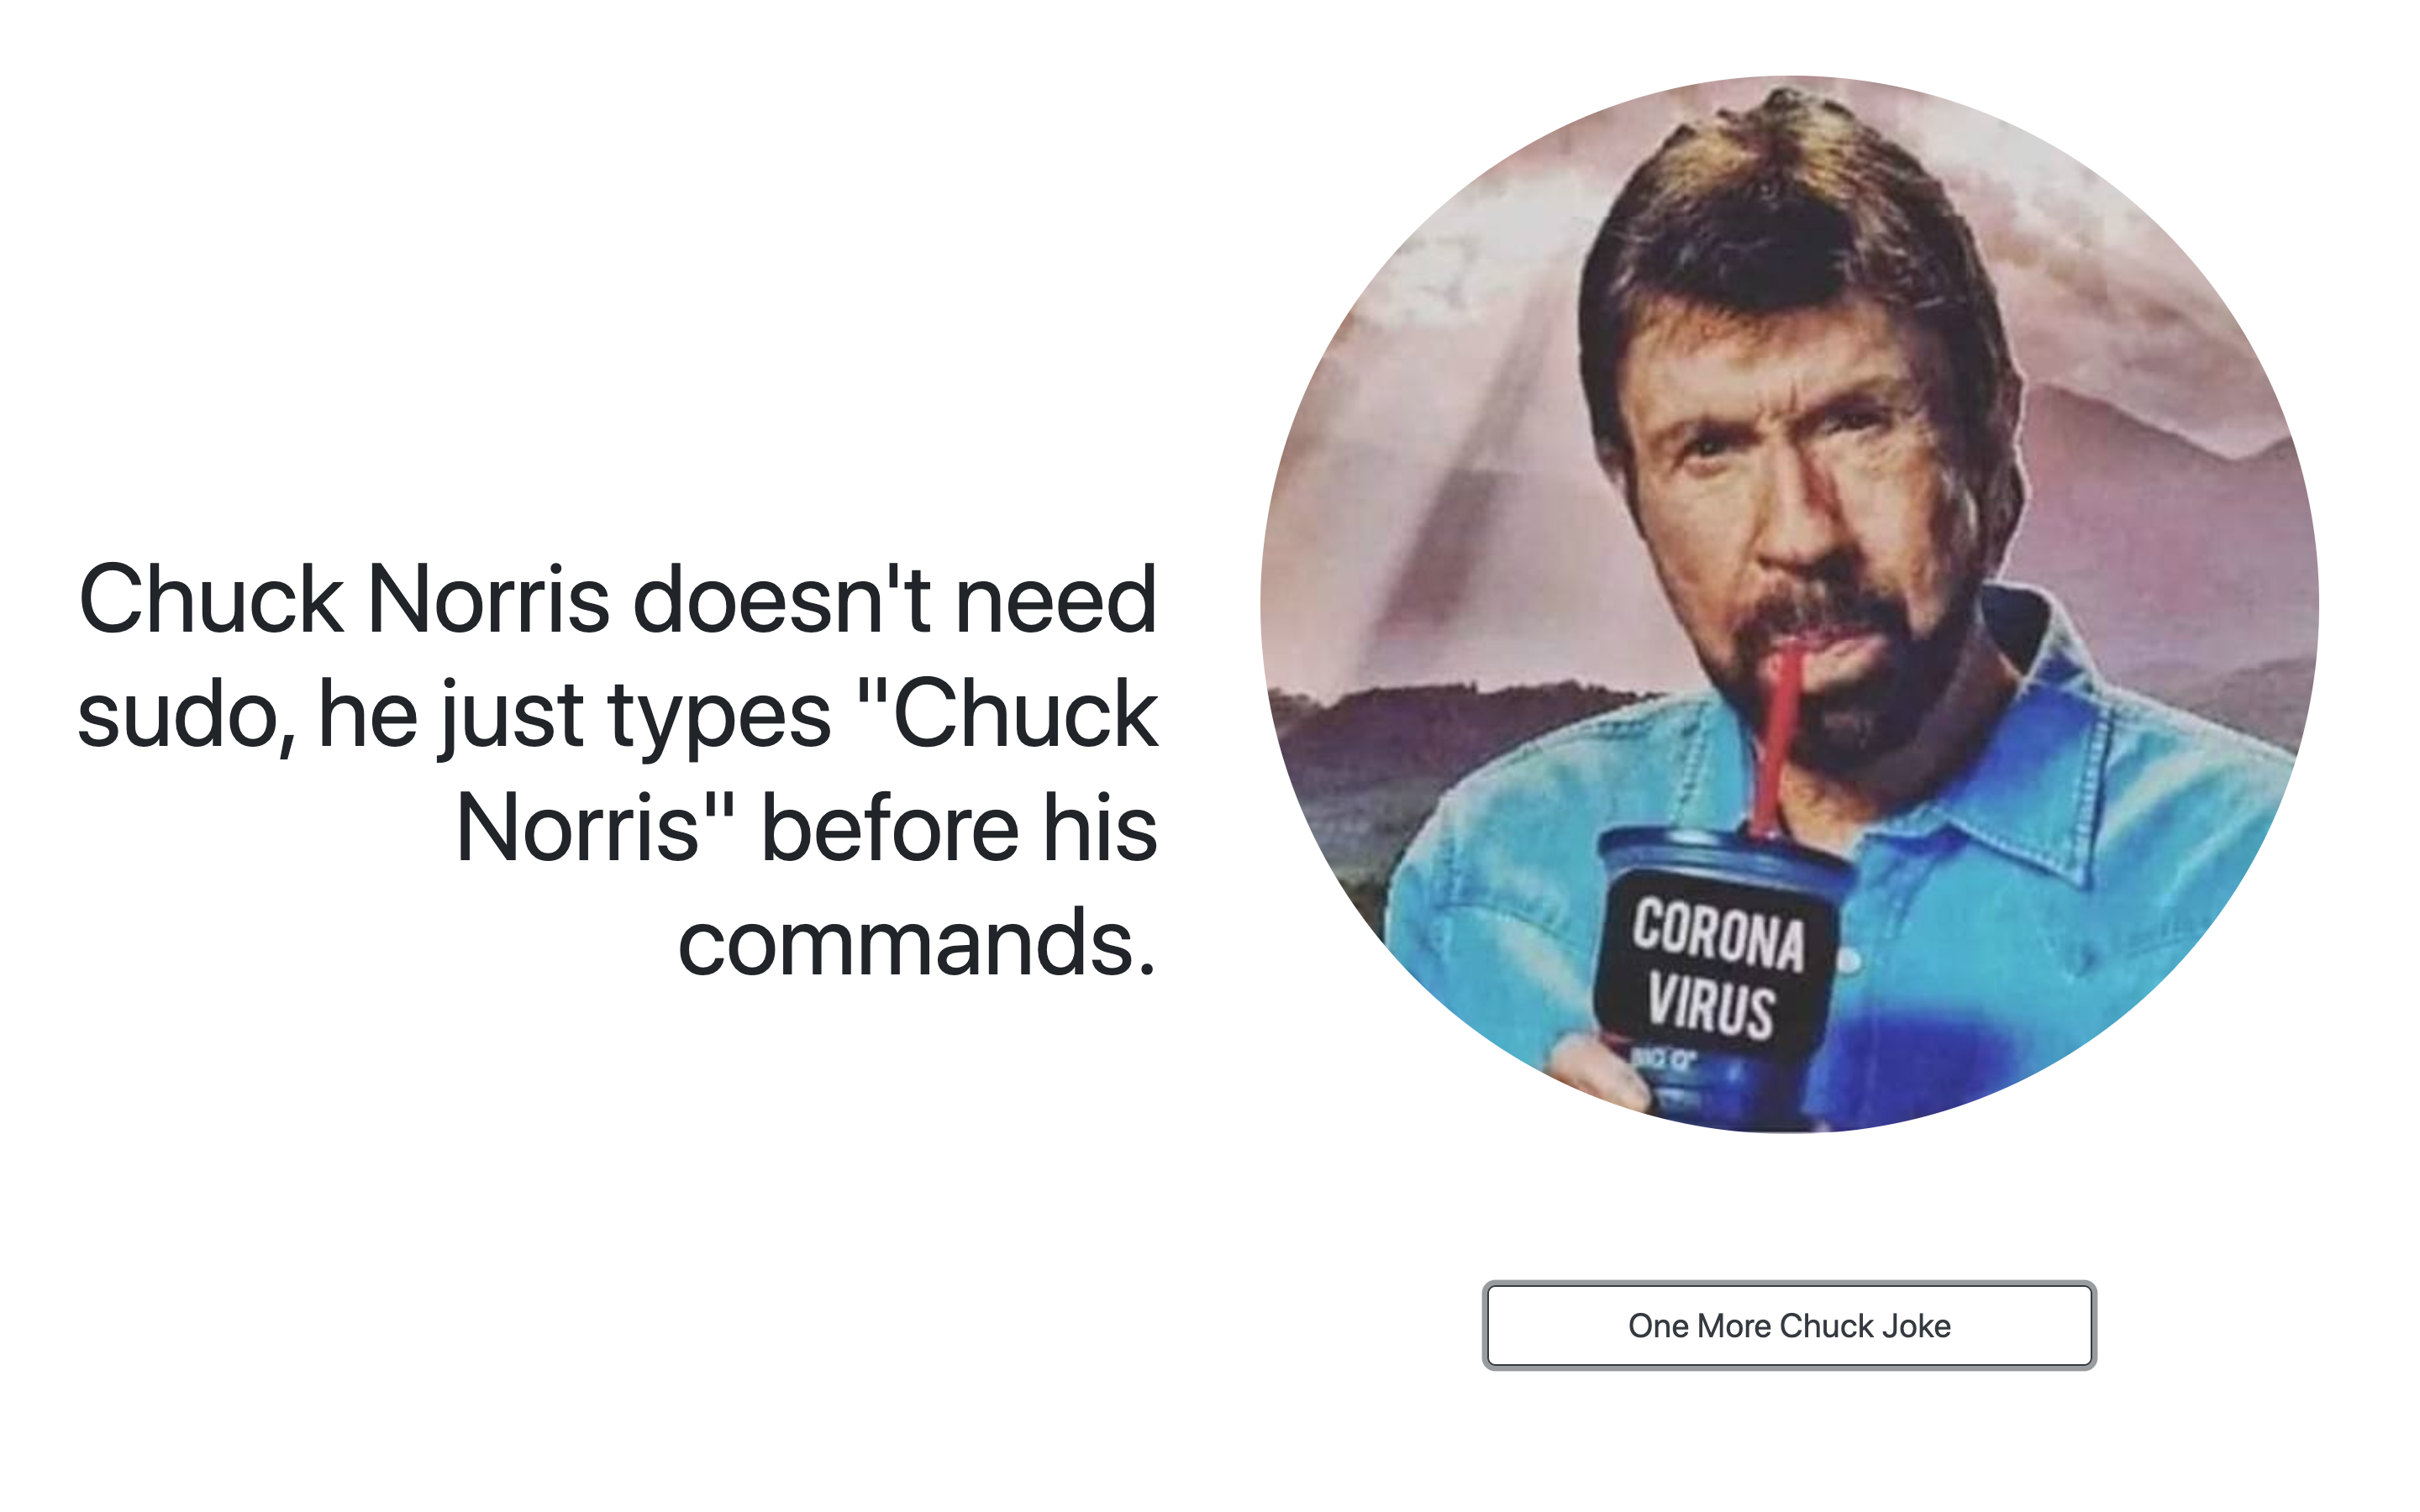 Chuck Norris doesn't need
sudo, he just types "Chuck
Norris" before his
commands.
CORONA
VIRUS
One More Chuck Joke